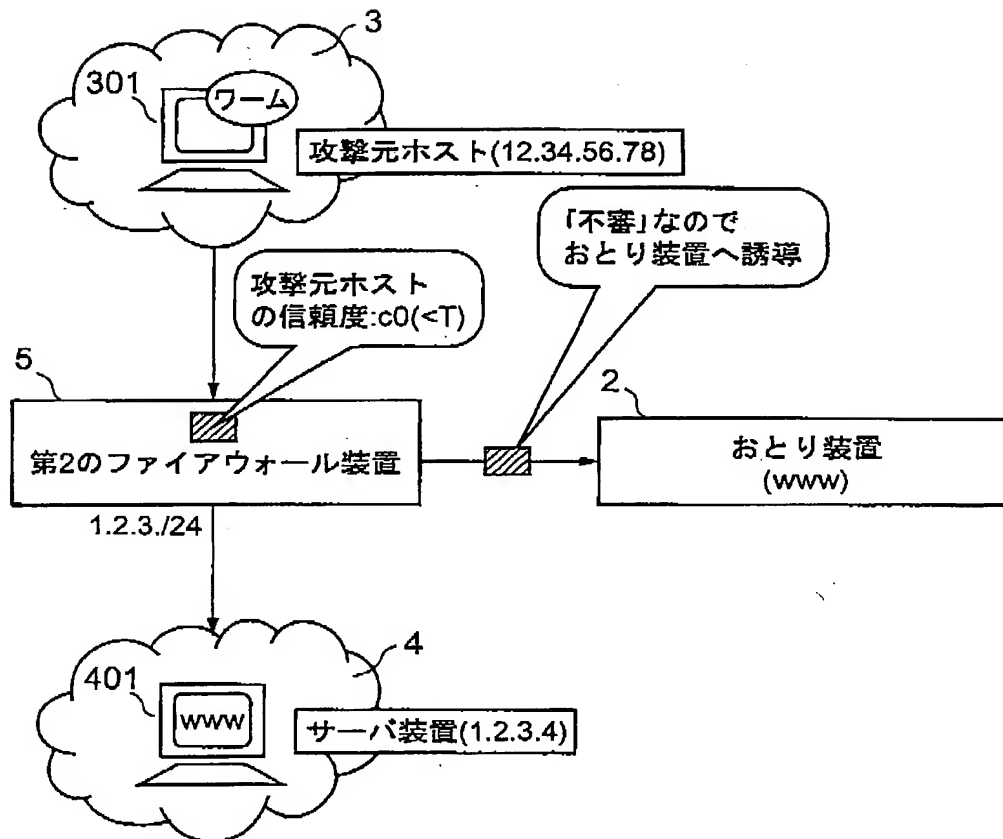 3
301
ワーム
攻撃元ホスト(12.34.56.78)
「不審」なので
おとり装置へ誘導
攻撃元ホスト
の信頼度:c0(<T)
5
2
第2のファイアウォール装置
おとり装置
(www)
1.2.3./24
4
401
www
サーバ装置(1.2.3.4)